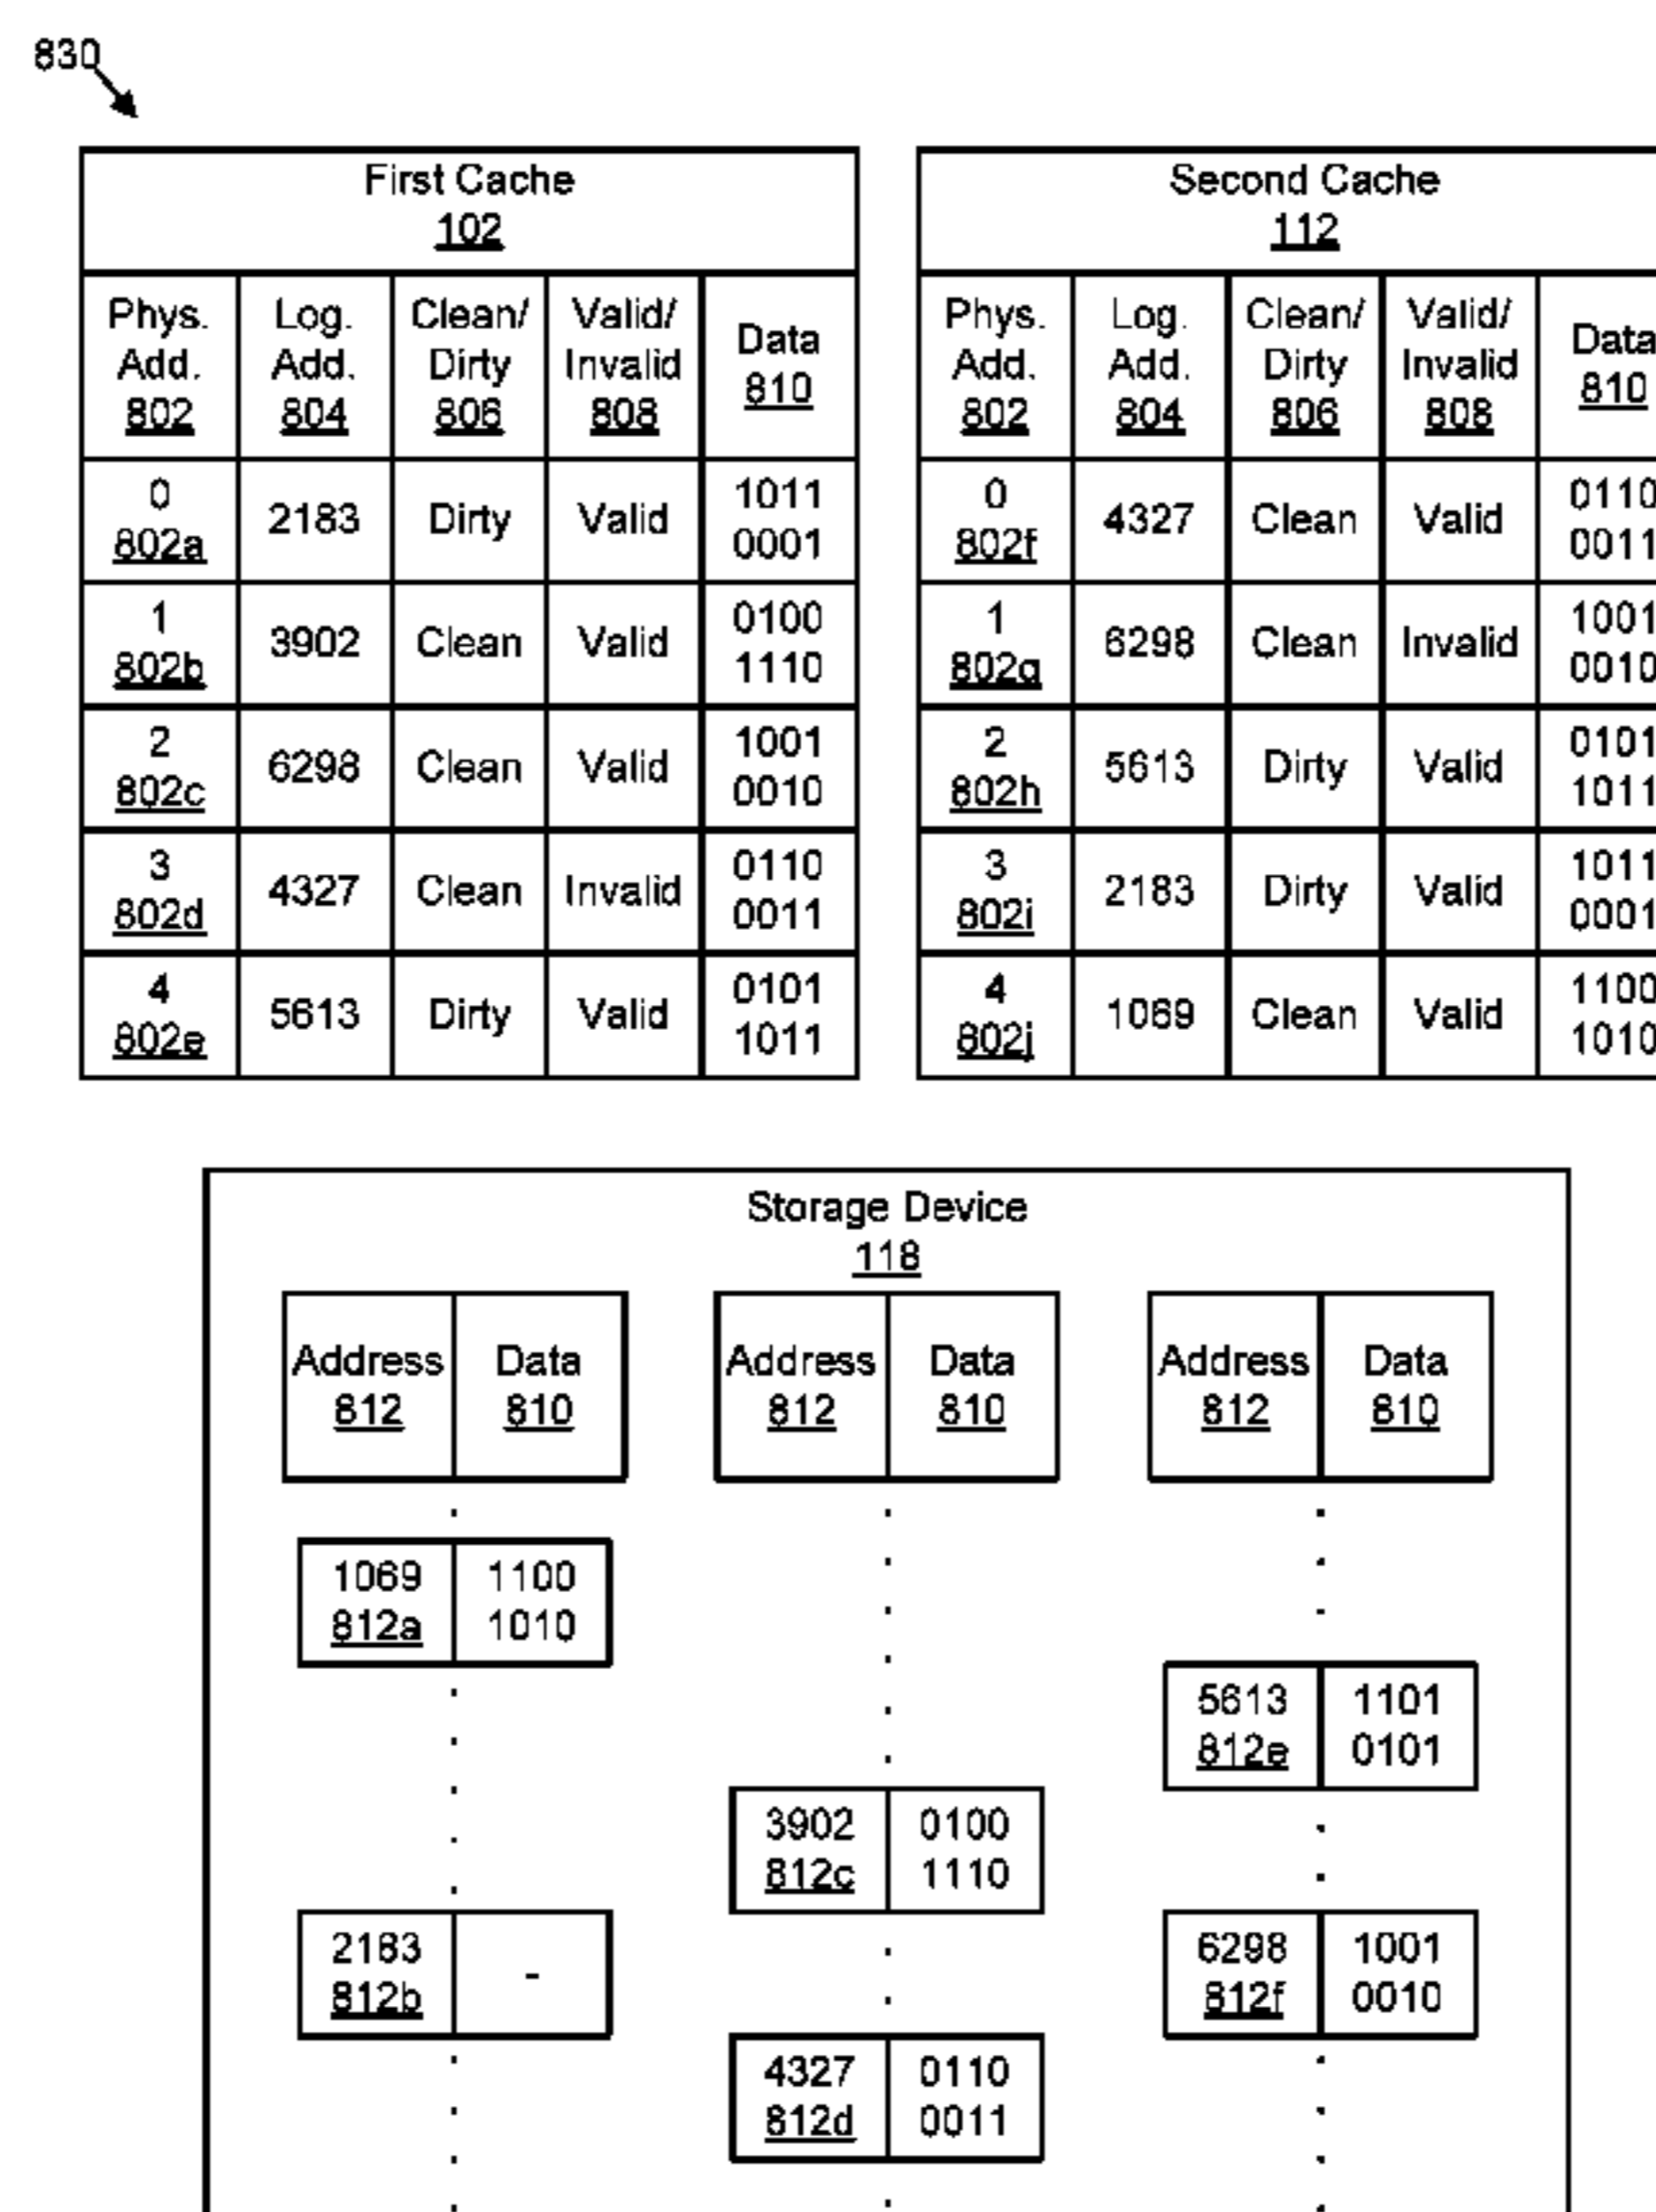 830
First Cache
102
Phys. Add. 802
Log. Add. 804
Clean/ Dirty 806
Valid/ Invalid 808
Data 810
0 802a
2183
Dirty
Valid
1011 0001
1 802b
3902
Clean
Valid
0100 1110
2 802c
6298
Clean
Valid
1001 0010
3 802d
4327
Clean
Invalid
0110 0011
4 802e
5613
Dirty
Valid
0101 1011
Second Cache
112
Phys. Add. 802
Log. Add. 804
Clean/ Dirty 806
Valid/ Invalid 808
Data 810
0 802f
4327
Clean
Valid
0110 0011
1 802g
6298
Clean
Invalid
1001 0010
2 802h
5613
Dirty
Valid
0101 1011
3 802i
2183
Dirty
Valid
1011 0001
4 802j
1069
Clean
Valid
1100 1010
Storage Device
118
Address 812
Data 810
1069 812a
1100 1010
2183 812b
-
Address 812
Data 810
3902 812c
0100 1110
4327 812d
0110 0011
Address 812
Data 810
5613 812e
1101 0101
6298 812f
1001 0010